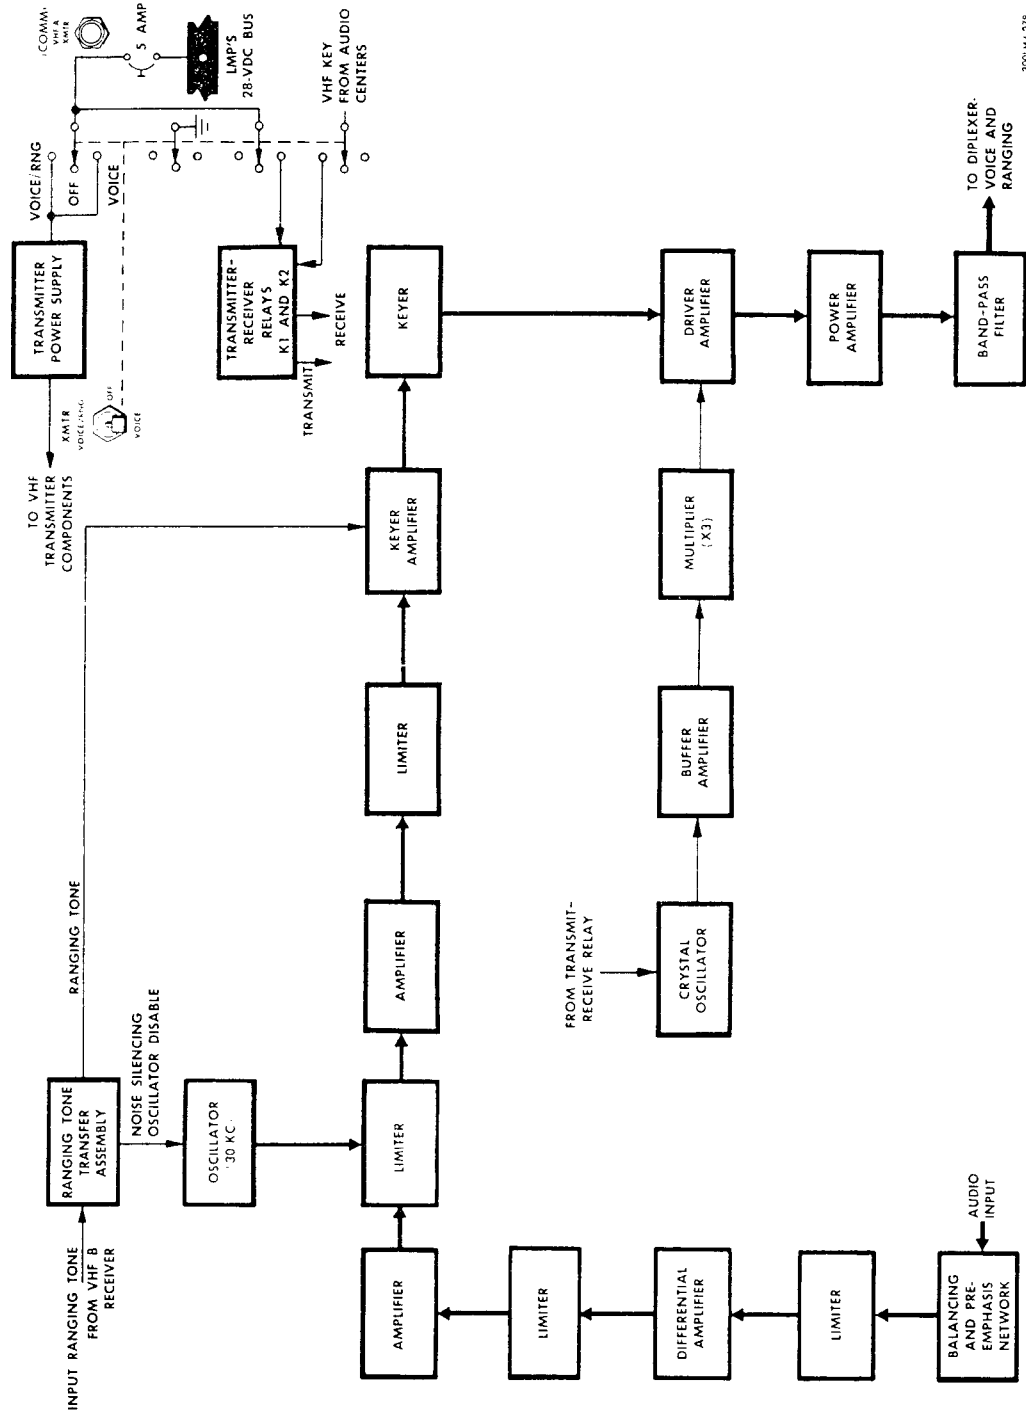 INPUT RANGING TONE
FROM VHF B
RECEIVER
RANGING TONE
TRANSFER
ASSEMBLY
RANGING TONE
NOISE SILENCING
OSCILLATOR DISABLE
OSCILLATOR
30 KC
TO VHF
TRANSMITTER
COMPONENTS
TRANSMITTER
POWER SUPPLY
VOICE/RNG
OFF
VOICE
XMTR
VOICE/RNG
OFF
VOICE
COMM:
VHF A
XMTR
5 AMP
LMP'S
28-VDC BUS
VHF KEY
FROM AUDIO
CENTERS
TRANSMITTER-
RECEIVER
RELAYS
K1 AND K2
TRANSMIT
RECEIVE
AMPLIFIER
LIMITER
AMPLIFIER
LIMITER
KEYER
AMPLIFIER
KEYER
LIMITER
DIFFERENTIAL
AMPLIFIER
LIMITER
BALANCING
AND PRE-
EMPHASIS
NETWORK
AUDIO
INPUT
FROM TRANSMIT-
RECEIVE RELAY
CRYSTAL
OSCILLATOR
BUFFER
AMPLIFIER
MULTIPLIER
(X3)
DRIVER
AMPLIFIER
POWER
AMPLIFIER
BAND-PASS
FILTER
TO DIPLEXER-
VOICE AND
RANGING